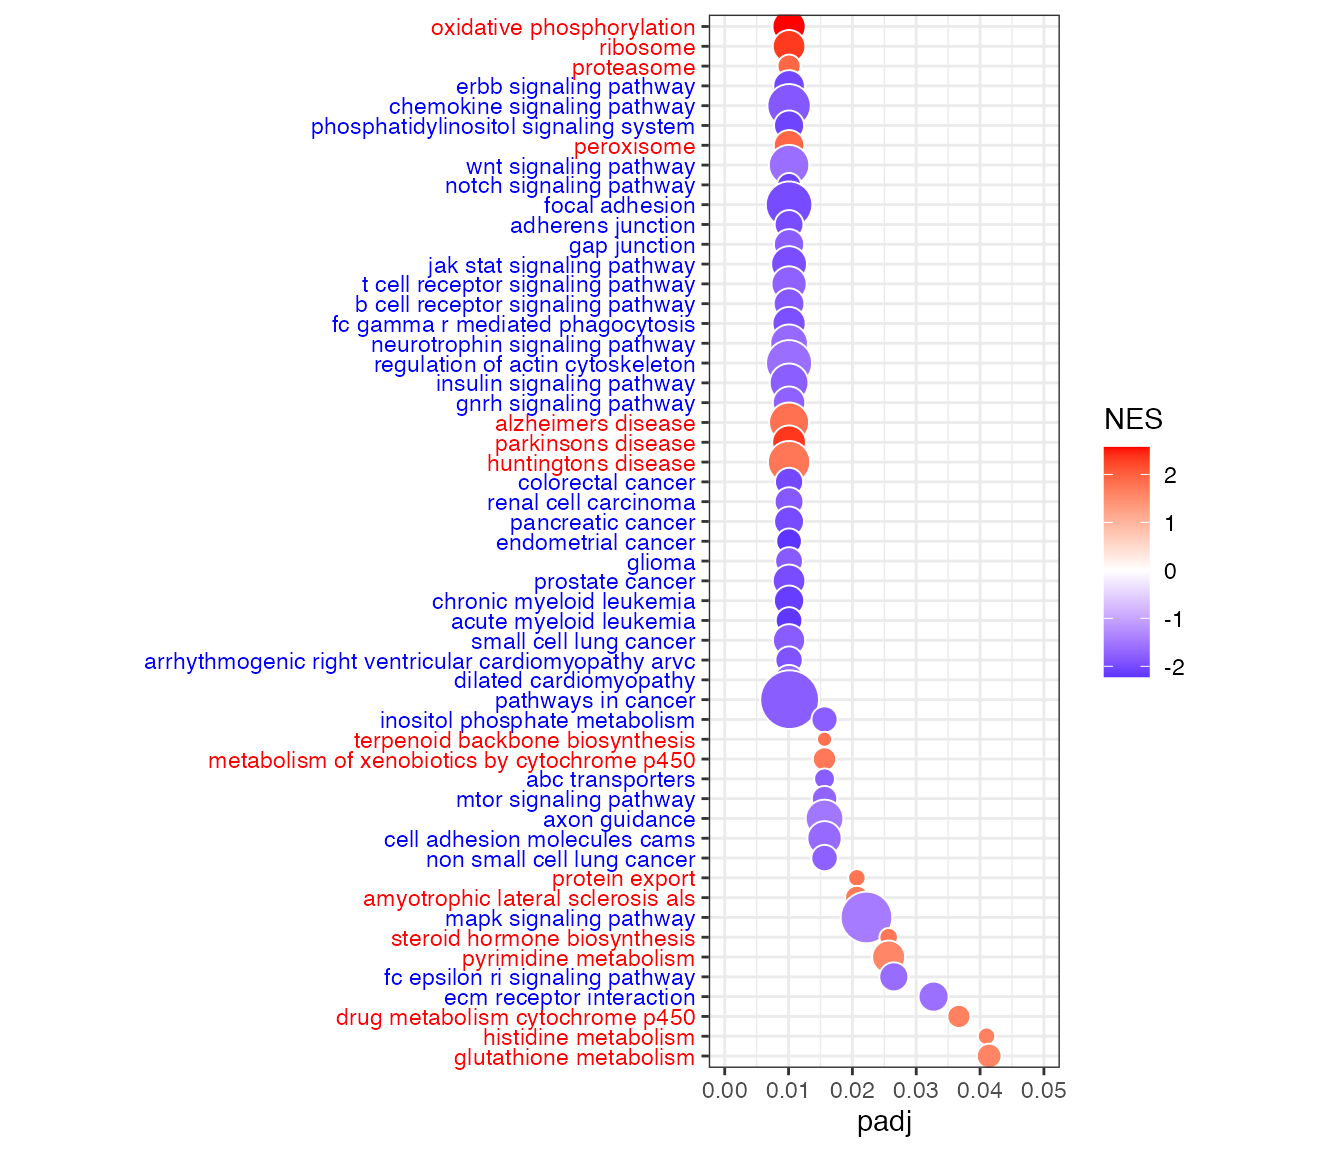 oxidative phosphorylation
ribosome
proteasome
erbb signaling pathway
chemokine signaling pathway
phosphatidylinositol signaling system
peroxisome
wnt signaling pathway
notch signaling pathway
focal adhesion
adherens junction
gap junction
jak stat signaling pathway
t cell receptor signaling pathway
b cell receptor signaling pathway
fc gamma r mediated phagocytosis
neurotrophin signaling pathway
regulation of actin cytoskeleton
insulin signaling pathway
gnrh signaling pathway
alzheimers disease
parkinsons disease
huntingtons disease
colorectal cancer
renal cell carcinoma
pancreatic cancer
endometrial cancer
glioma
prostate cancer
chronic myeloid leukemia
acute myeloid leukemia
small cell lung cancer
arrhythmogenic right ventricular cardiomyopathy arvc
dilated cardiomyopathy
pathways in cancer
inositol phosphate metabolism
terpenoid backbone biosynthesis
metabolism of xenobiotics by cytochrome p450
abc transporters
mtor signaling pathway
axon guidance
cell adhesion molecules cams
non small cell lung cancer
protein export
amyotrophic lateral sclerosis als
mapk signaling pathway
steroid hormone biosynthesis
pyrimidine metabolism
fc epsilon ri signaling pathway
ecm receptor interaction
drug metabolism cytochrome p450
histidine metabolism
glutathione metabolism
0.00 0.01 0.02 0.03 0.04 0.05
padj
NES
2
1
0
-1
-2